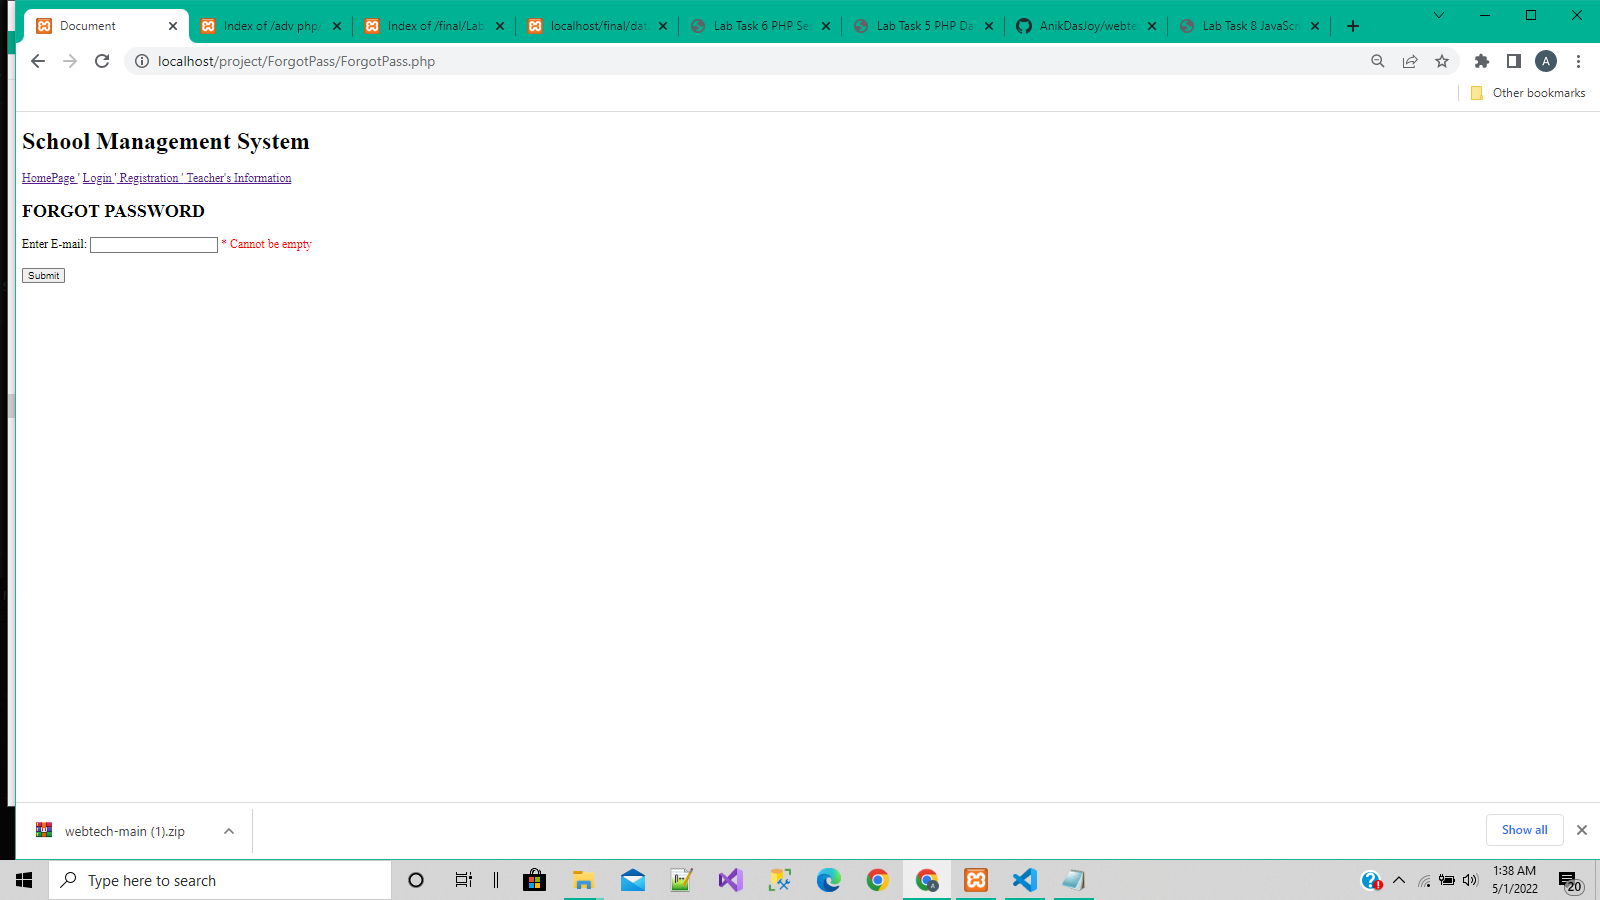 Document
Index of /adv php/
Index of /final/Lab
localhost/final/dat
Lab Task 6 PHP Se
Lab Task 5 PHP Da
AnikDasJoy/webte
Lab Task 8 JavaScr
localhost/project/ForgotPass/ForgotPass.php
A
Other bookmarks
School Management System
HomePage ' Login ' Registration ' Teacher's Information
FORGOT PASSWORD
Enter E-mail: * Cannot be empty
Submit
webtech-main (1).zip
Show all
Type here to search
1:38 AM
5/1/2022
20